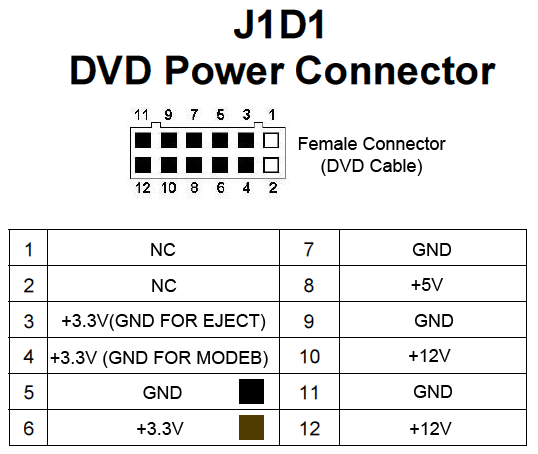 J1D1
DVD Power Connector
11 9 7 5 3 1
Female Connector
(DVD Cable)
12 10 8 6 4 2
1 NC 7 GND
2 NC 8 +5V
3 +3.3V(GND FOR EJECT) 9 GND
4 +3.3V (GND FOR MODEB) 10 +12V
5 GND 11 GND
6 +3.3V 12 +12V